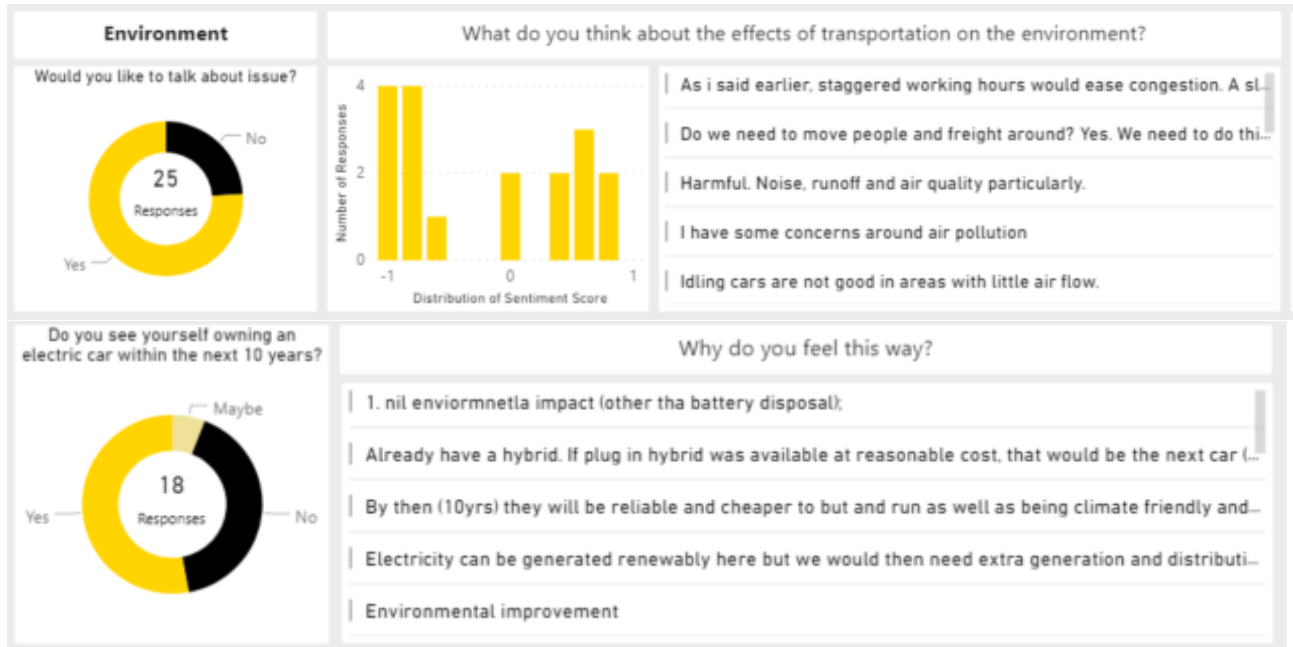 Environment
What do you think about the effects of transportation on the environment?
Would you like to talk about issue?
No
25
Responses
Yes
4
2
0
Number of Responses
-1
0
1
Distribution of Sentiment Score
As i said earlier, staggered working hours would ease congestion. A sl...
Do we need to move people and freight around? Yes. We need to do thi...
Harmful. Noise, runoff and air quality particularly.
I have some concerns around air pollution
Idling cars are not good in areas with little air flow.
Do you see yourself owning an
electric car within the next 10 years?
Why do you feel this way?
Maybe
18
Responses
Yes
No
1. nil enviormnetla impact (other tha battery disposal);
Already have a hybrid. If plug in hybrid was available at reasonable cost, that would be the next car (...
By then (10yrs) they will be reliable and cheaper to but and run as well as being climate friendly and...
Electricity can be generated renewably here but we would then need extra generation and distributi...
Environmental improvement